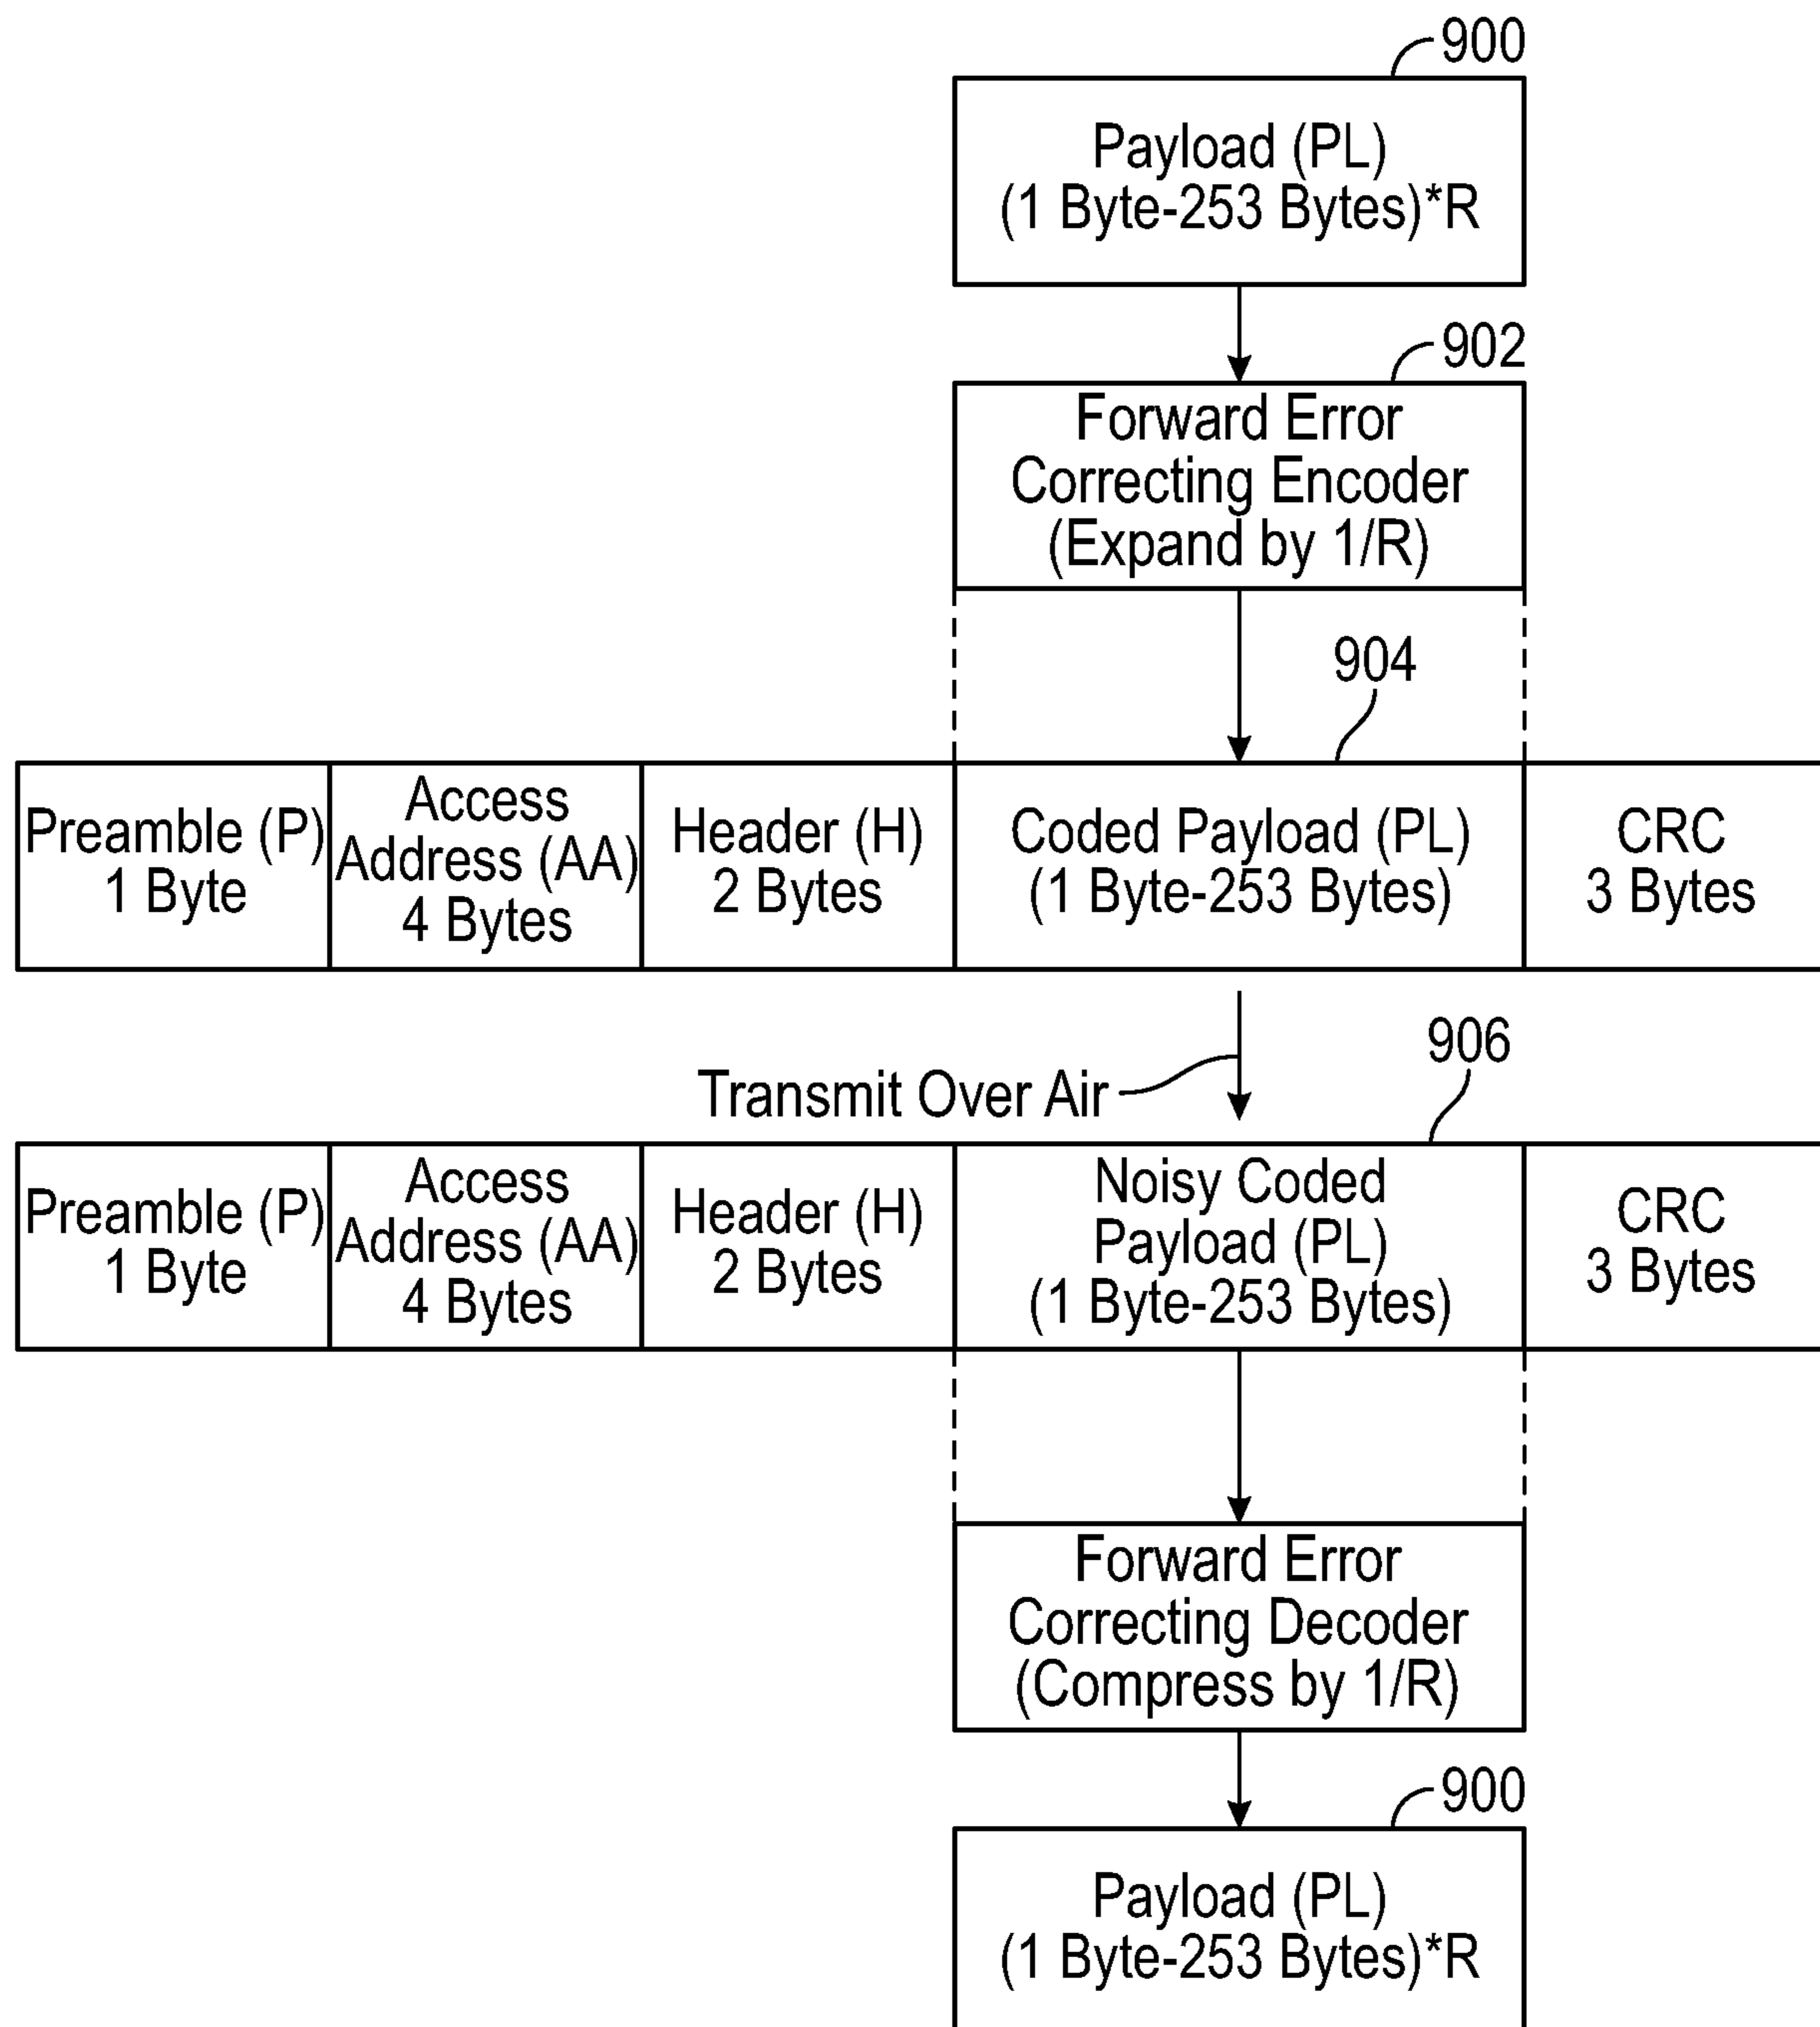 900
Payload (PL)
(1 Byte-253 Bytes)*R
902
Forward Error
Correcting Encoder
(Expand by 1/R)
904
Preamble (P)
1 Byte
Access
Address (AA)
4 Bytes
Header (H)
2 Bytes
Coded Payload (PL)
(1 Byte-253 Bytes)
CRC
3 Bytes
Transmit Over Air
906
Preamble (P)
1 Byte
Access
Address (AA)
4 Bytes
Header (H)
2 Bytes
Noisy Coded
Payload (PL)
(1 Byte-253 Bytes)
CRC
3 Bytes
Forward Error
Correcting Decoder
(Compress by 1/R)
900
Payload (PL)
(1 Byte-253 Bytes)*R